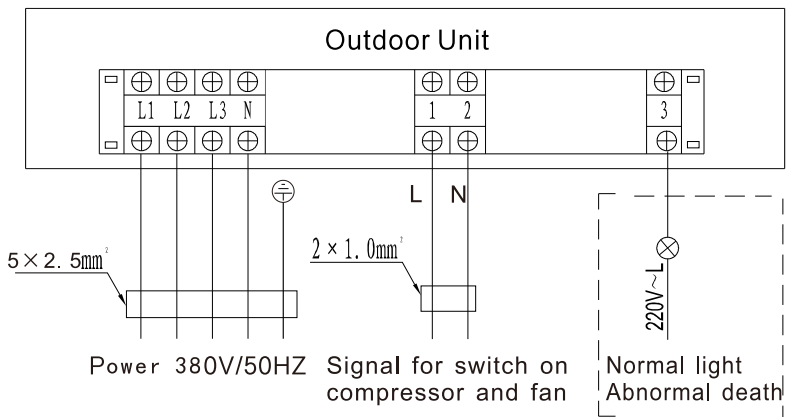 Outdoor Unit
L1 L2 L3 N 1 2 3
L N
5×2.5mm²
2×1.0mm²
220V~L
Power 380V/50HZ
Signal for switch on
compressor and fan
Normal light
Abnormal death